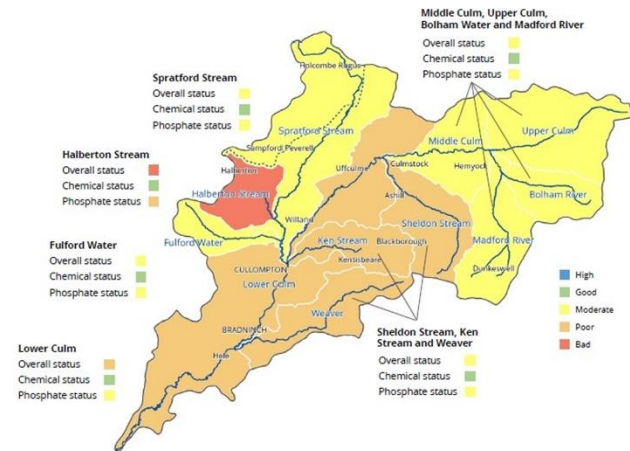 Middle Culm, Upper Culm,
Bolham Water and Madford River
Overall status
Chemical status
Phosphate status
Spratford Stream
Overall status
Chemical status
Phosphate status
Halberton Stream
Overall status
Chemical status
Phosphate status
Fulford Water
Overall status
Chemical status
Phosphate status
Lower Culm
Overall status
Chemical status
Phosphate status
Sheldon Stream, Ken
Stream and Weaver
Overall status
Chemical status
Phosphate status
High
Good
Moderate
Poor
Bad
Holcombe Rogus
Spratford Stream
Sampford Peverell
Halberton
Halberton Stream
Uffculme
Culmstock
Middle Culm
Upper Culm
Hemyock
Bolham River
Ashill
Sheldon Stream
Madford River
Dunkeswell
Willand
Fulford Water
Ken Stream
Blackborough
Kentisbeare
CULLOMPTON
Lower Culm
Weaver
BRADNINCH
Hele